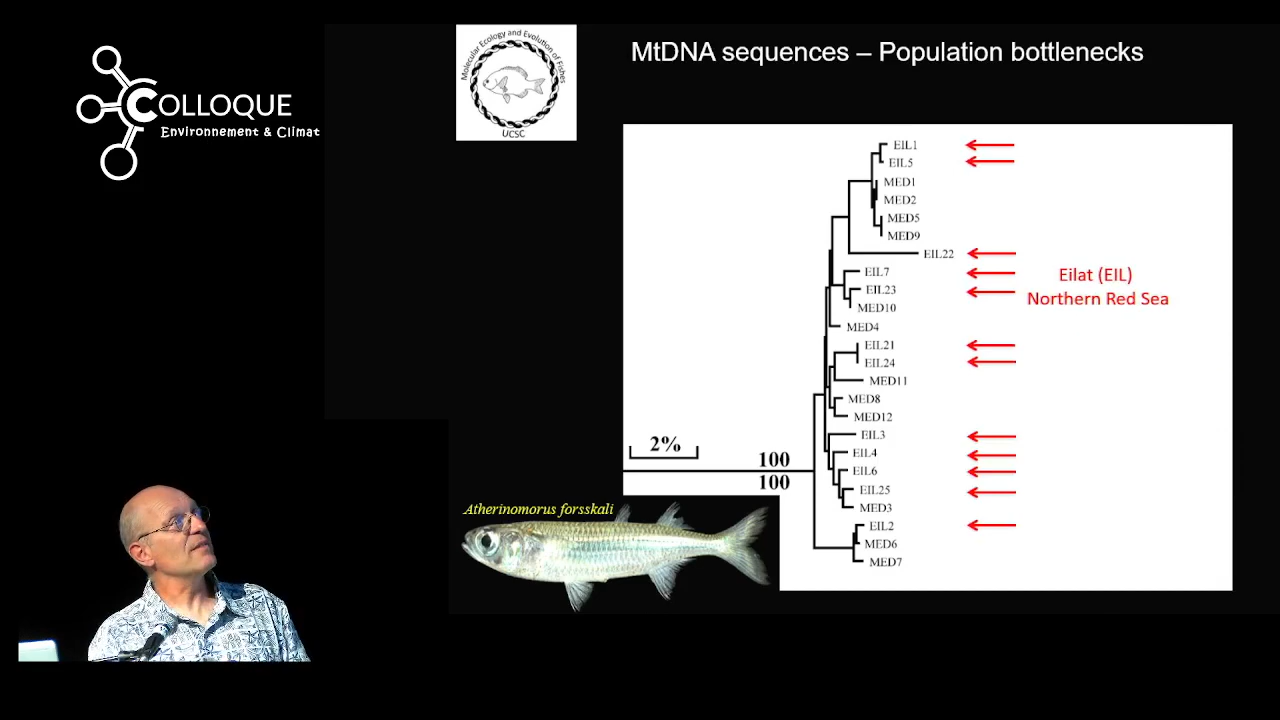 COLLOQUE
Environnement & Climat
Molecular Ecology and Evolution of Fishes
UCSC
MtDNA sequences – Population bottlenecks
EIL1
EIL5
MED1
MED2
MED5
MED9
EIL22
EIL7
EIL23
MED10
MED4
EIL21
EIL24
MED11
MED8
MED12
EIL3
EIL4
EIL6
EIL25
MED3
EIL2
MED6
MED7
Eilat (EIL)
Northern Red Sea
2%
100
100
Atherinomorus forsskali